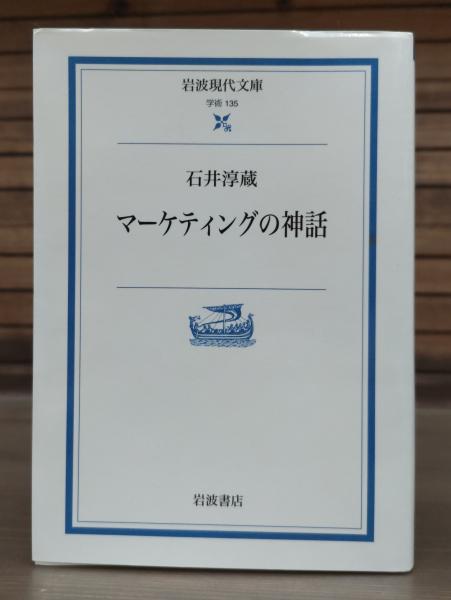 岩波現代文庫
学術 135
石井淳蔵
マーケティングの神話
岩波書店